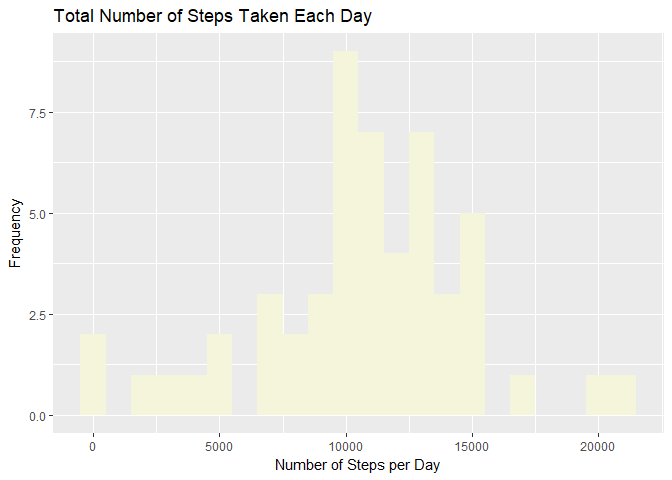 Total Number of Steps Taken Each Day
7.5
5.0
2.5
0.0
0 5000 10000 15000 20000
Number of Steps per Day
Frequency